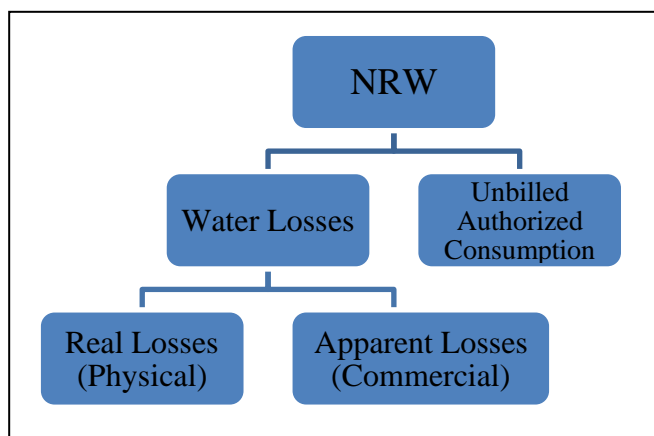 NRW
Water Losses
Unbilled
Authorized
Consumption
Real Losses
(Physical)
Apparent Losses
(Commercial)